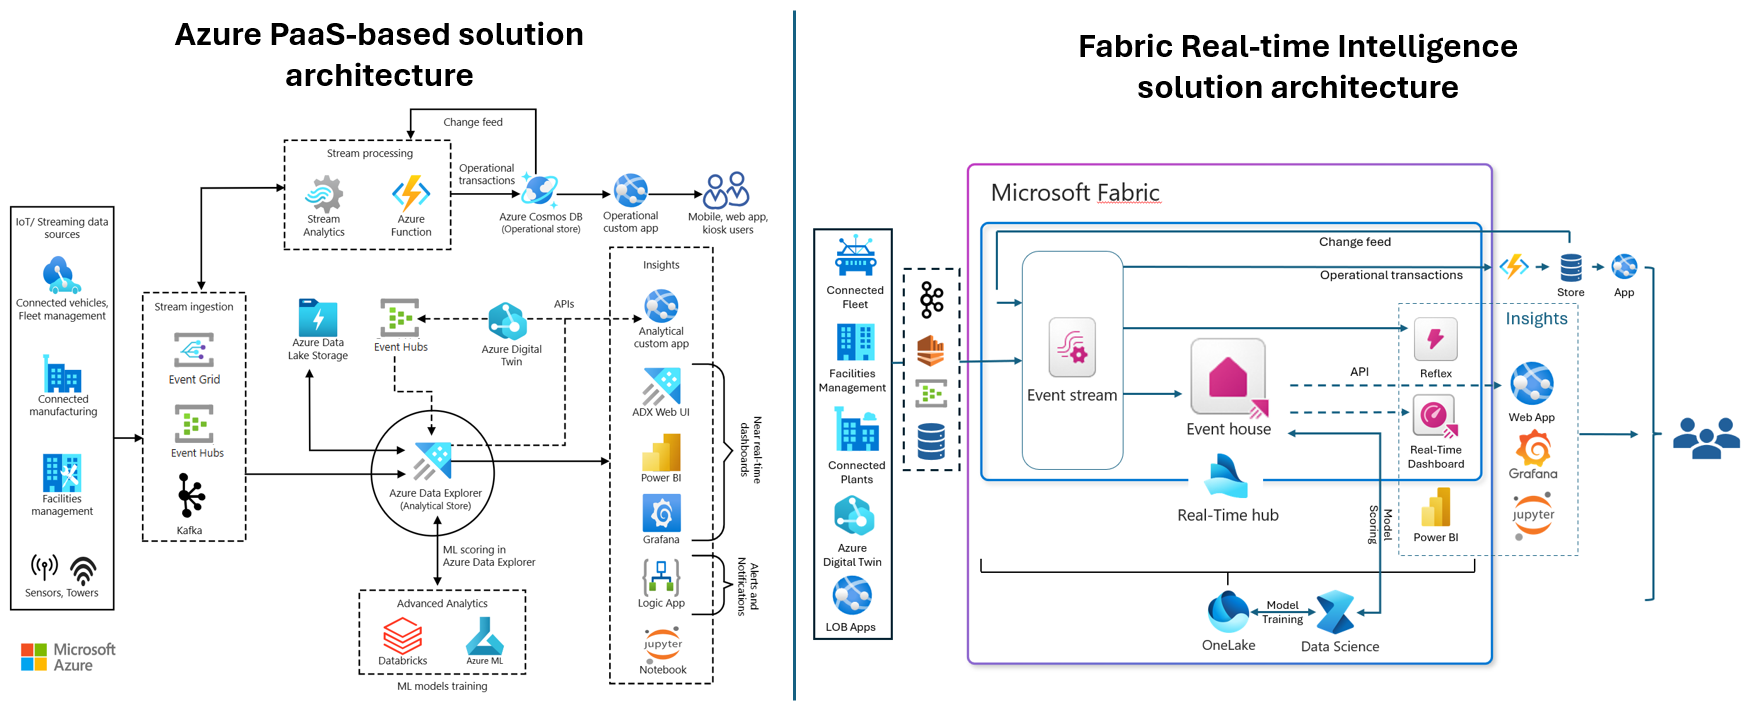 Azure PaaS-based solution
architecture
Change feed
Stream processing
Stream
Analytics
Azure
Function
Operational
transactions
Azure Cosmos DB
(Operational store)
Operational
custom app
Mobile, web app,
kiosk users
IoT/ Streaming data
sources
Connected vehicles,
Fleet management
Connected
manufacturing
Facilities
management
Sensors, Towers
Stream ingestion
Event Grid
Event Hubs
Kafka
Azure Data
Lake Storage
Event Hubs
Azure Digital
Twin
APIs
Azure Data Explorer
(Analytical Store)
ML scoring in
Azure Data Explorer
Advanced Analytics
Databricks
Azure ML
ML models training
Insights
Analytical
custom app
ADX Web UI
Power BI
Grafana
Near real-time
dashboards
Logic App
Alerts and
Notifications
jupyter
Notebook
Microsoft
Azure
Fabric Real-time Intelligence
solution architecture
Connected
Fleet
Facilities
Management
Connected
Plants
Azure
Digital Twin
LOB Apps
Microsoft Fabric
Change feed
Operational transactions
Event stream
Event house
Real-Time hub
API
Reflex
Real-Time
Dashboard
Power BI
Model
Scoring
OneLake
Model
Training
Data Science
Store
App
Insights
Web App
Grafana
jupyter